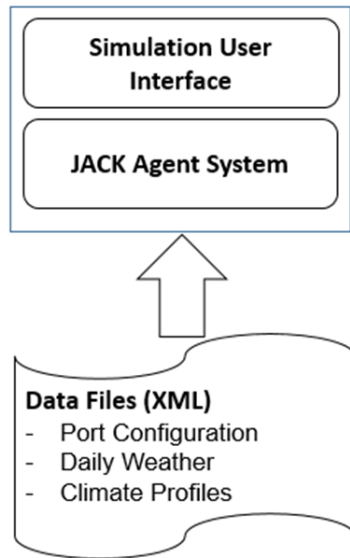 Simulation User
Interface
JACK Agent System
Data Files (XML)
- Port Configuration
- Daily Weather
- Climate Profiles